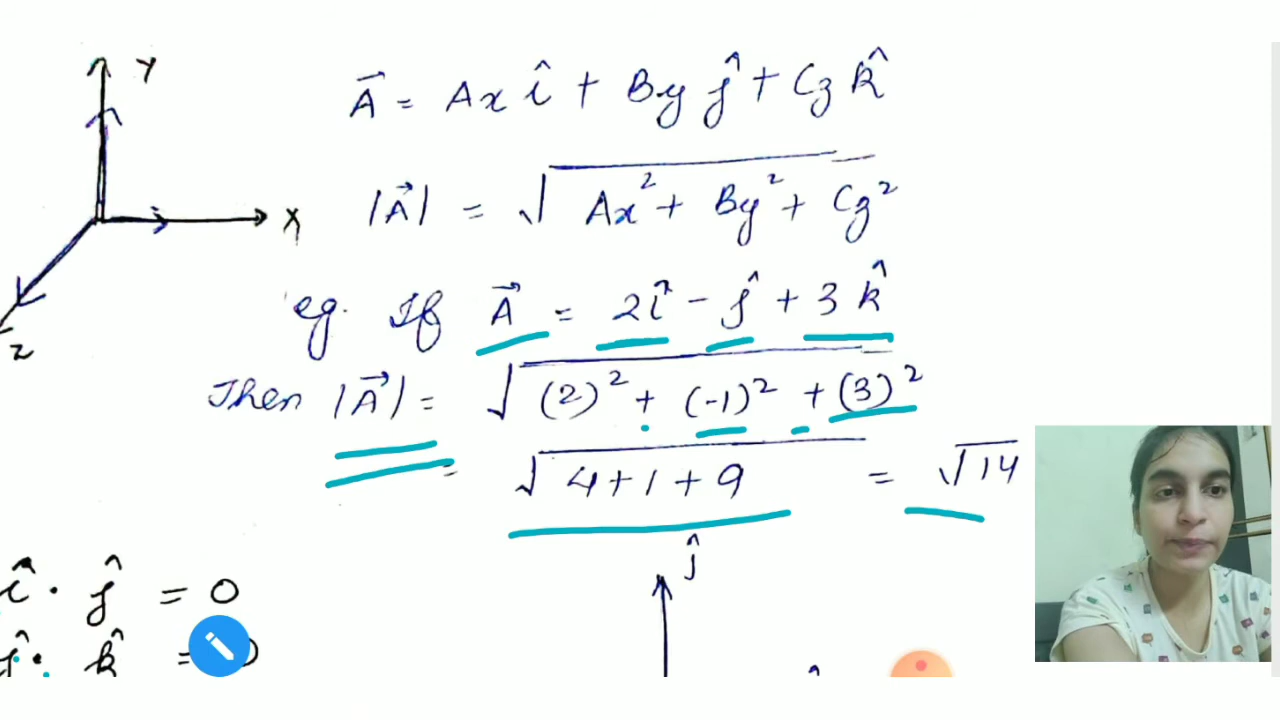 Y
X
Z
A⃗ = Ax î + By ĵ + Cz k̂
|A⃗| = √(Ax² + By² + Cz²)
eg. If A⃗ = 2î - ĵ + 3k̂
Then |A⃗| = √((2)² + (-1)² + (3)²)
= √(4+1+9) = √14
î · ĵ = 0
ĵ · k̂ = 0
ĵ